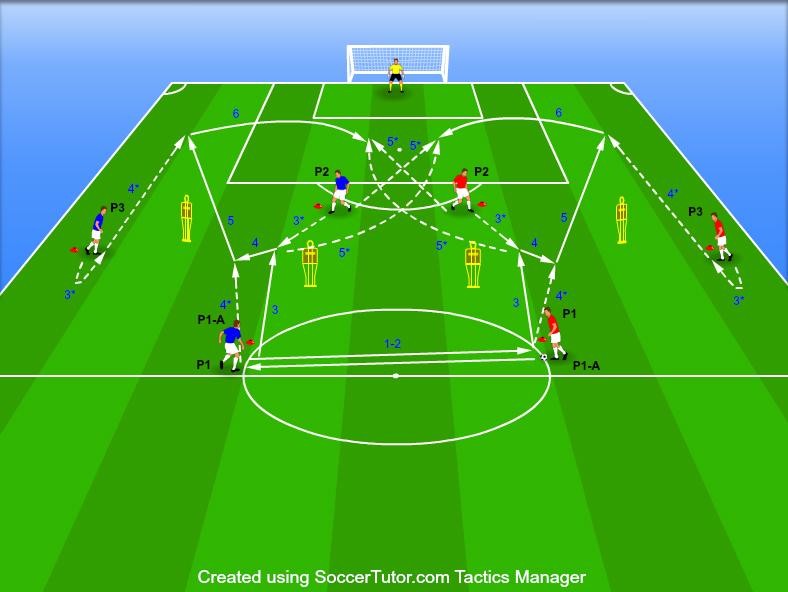 6 6
5* 5*
P2 P2
4* 4*
P3 P3
3* 3*
5 5
4 4
5* 5*
3* 3*
4* 4*
3 3
P1-A P1
1-2
P1 P1-A
Created using SoccerTutor.com Tactics Manager